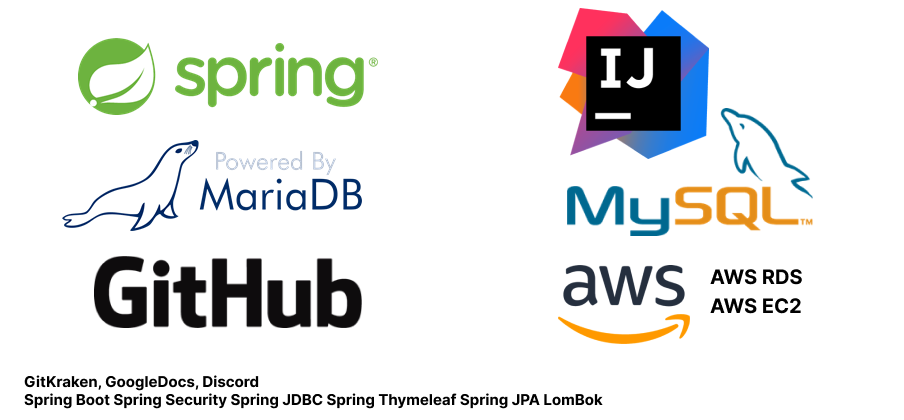 spring®
IJ
Powered By
MariaDB
MySQL™
GitHub
aws
AWS RDS
AWS EC2
GitKraken, GoogleDocs, Discord
Spring Boot Spring Security Spring JDBC Spring Thymeleaf Spring JPA LomBok